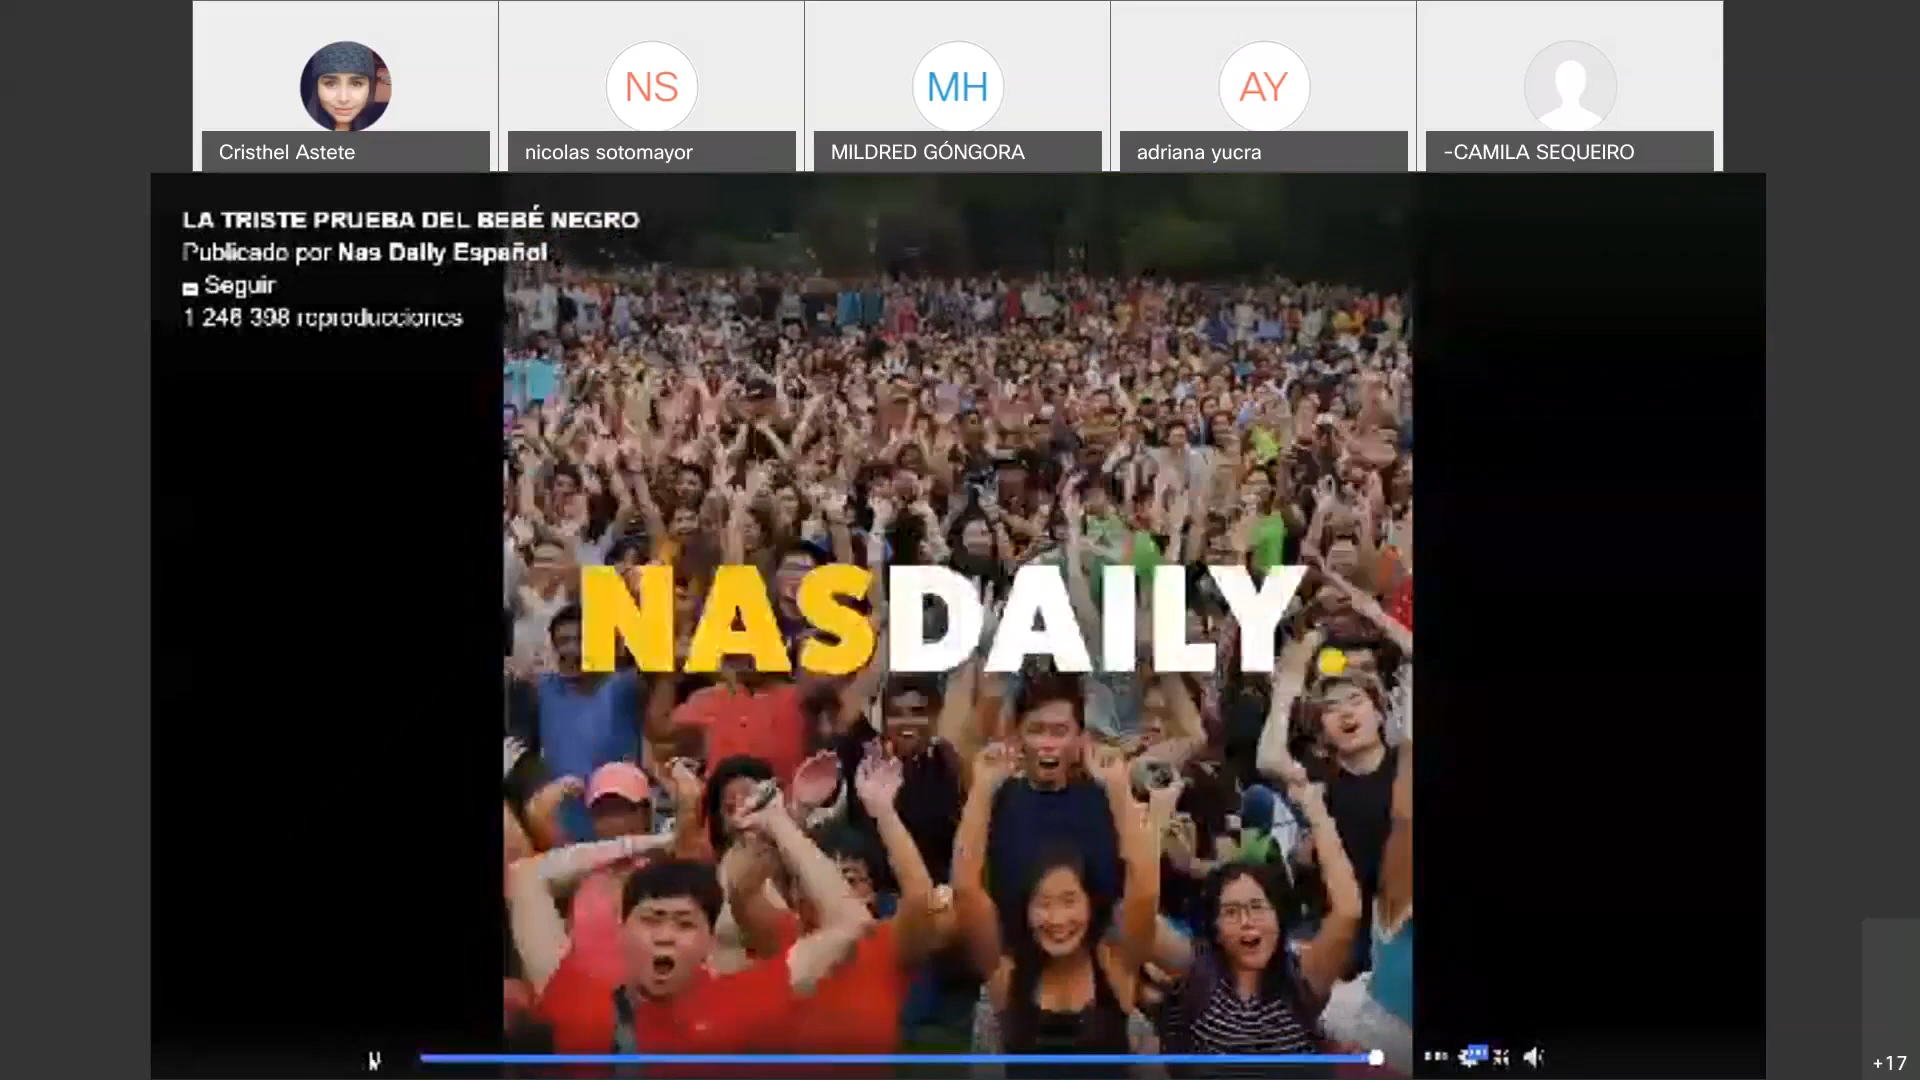 NS
MH
AY
Cristhel Astete
nicolas sotomayor
MILDRED GÓNGORA
adriana yucra
-CAMILA SEQUEIRO
LA TRISTE PRUEBA DEL BEBÉ NEGRO
Publicado por Nas Daily Español
Seguir
1 246 398 reproducciones
NASDAILY.
+17